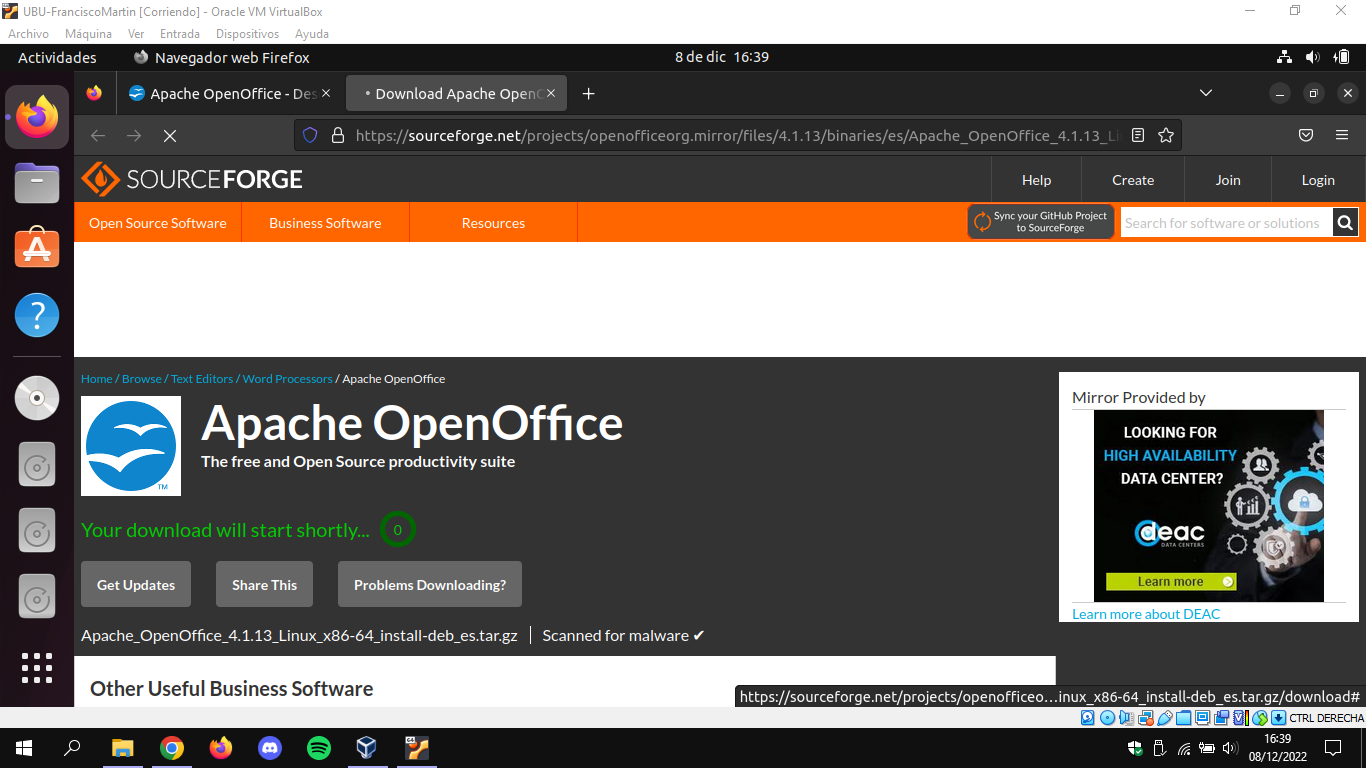 UBU-FranciscoMartin [Corriendo] - Oracle VM VirtualBox
Archivo Máquina Ver Entrada Dispositivos Ayuda
Actividades Navegador web Firefox 8 de dic 16:39
Apache OpenOffice - Des Download Apache OpenO
https://sourceforge.net/projects/openofficeorg.mirror/files/4.1.13/binaries/es/Apache_OpenOffice_4.1.13_Li
SOURCEFORGE Help Create Join Login
Open Source Software Business Software Resources Sync your GitHub Project
to SourceForge Search for software or solutions
Home / Browse / Text Editors / Word Processors / Apache OpenOffice
Mirror Provided by
Apache OpenOffice
The free and Open Source productivity suite
TM
LOOKING FOR
HIGH AVAILABILITY
DATA CENTER?
deac
DATA CENTERS
Learn more
Learn more about DEAC
Your download will start shortly... 0
Get Updates Share This Problems Downloading?
Apache_OpenOffice_4.1.13_Linux_x86-64_install-deb_es.tar.gz Scanned for malware ✔
Other Useful Business Software
https://sourceforge.net/projects/openofficeo…inux_x86-64_install-deb_es.tar.gz/download#
CTRL DERECHA
16:39
08/12/2022